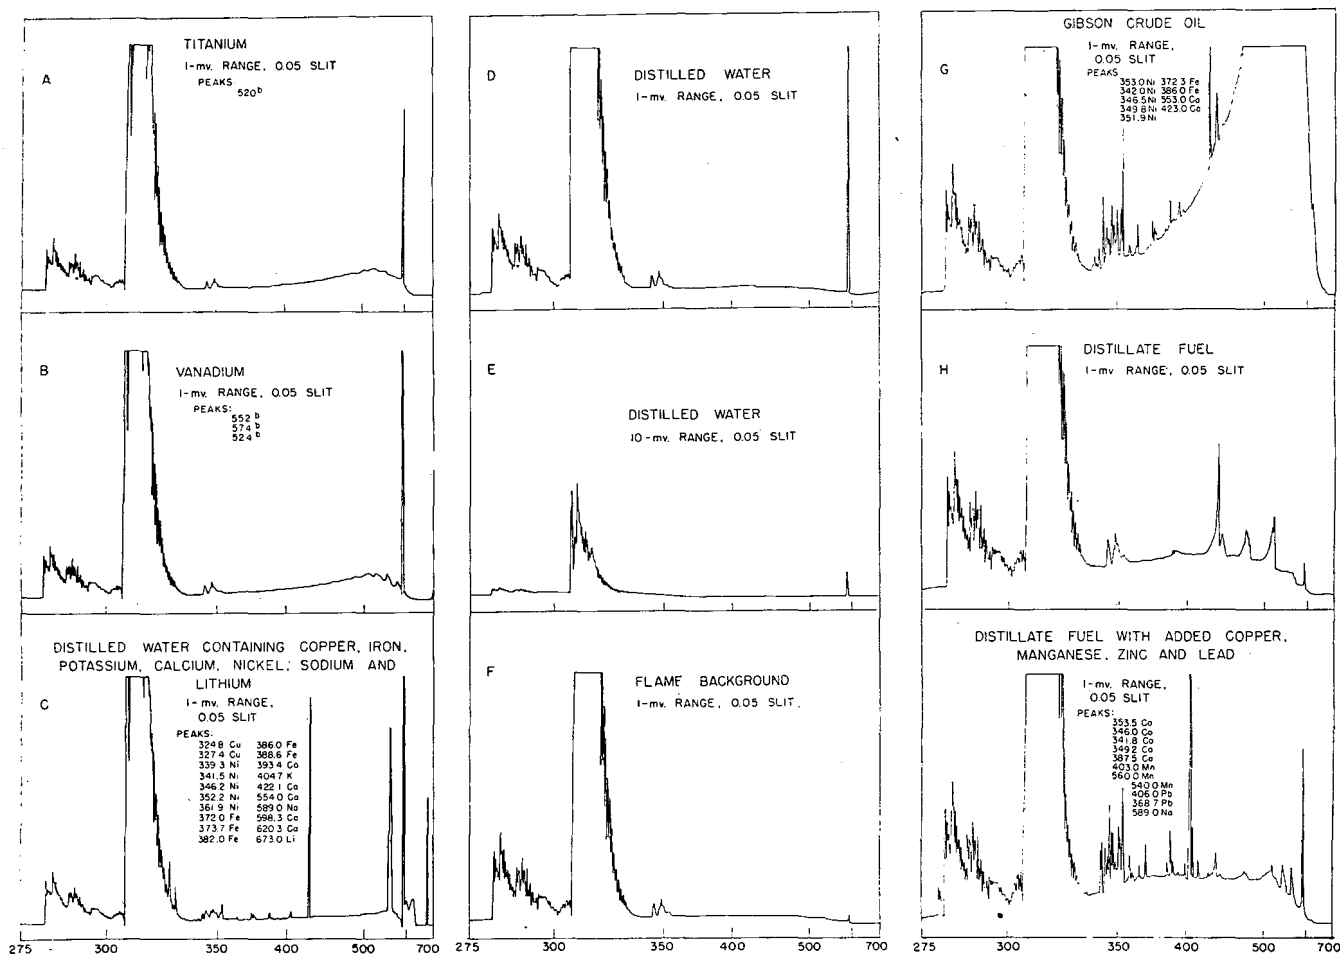 A
TITANIUM
1-mv. RANGE, 0.05 SLIT
PEAKS
520 b
B
VANADIUM
1-mv. RANGE, 0.05 SLIT
PEAKS:
552 b
574 b
524 b
DISTILLED WATER CONTAINING COPPER, IRON,
POTASSIUM, CALCIUM, NICKEL, SODIUM AND
LITHIUM
C
1-mv. RANGE,
0.05 SLIT
PEAKS:
324.8 Cu 386.0 Fe
327.4 Cu 388.6 Fe
339.3 Ni 393.4 Ca
341.5 Ni 404.7 K
346.2 Ni 422.1 Ca
352.2 Ni 554.0 Ca
361.9 Ni 589.0 Na
372.0 Fe 598.3 Ca
373.7 Fe 620.3 Ca
382.0 Fe 673.0 Li
275 300 350 400 500 600 700
D
DISTILLED WATER
1-mv. RANGE, 0.05 SLIT
E
DISTILLED WATER
10-mv. RANGE, 0.05 SLIT
F
FLAME BACKGROUND
1-mv. RANGE, 0.05 SLIT
275 300 350 400 500 600 700
GIBSON CRUDE OIL
G
1-mv. RANGE,
0.05 SLIT
PEAKS
353.0 Ni 372.3 Fe
342.0 Ni 386.0 Fe
346.5 Ni 553.0 Ca
349.8 Ni 423.0 Ca
351.9 Ni
H
DISTILLATE FUEL
1-mv. RANGE, 0.05 SLIT
DISTILLATE FUEL WITH ADDED COPPER,
MANGANESE, ZINC AND LEAD
1-mv. RANGE,
0.05 SLIT
PEAKS:
353.5 Co
346.0 Co
341.8 Co
349.2 Co
387.5 Co
403.0 Mn
560.0 Mn
540.0 Mn
406.0 Pb
368.7 Pb
589.0 Na
275 300 350 400 500 600 700